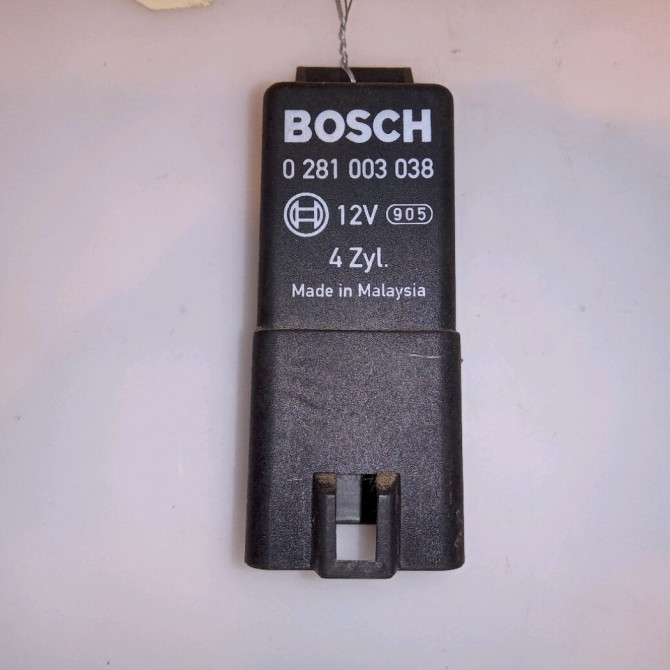 BOSCH
0 281 003 038
12V 905
4 Zyl.
Made in Malaysia